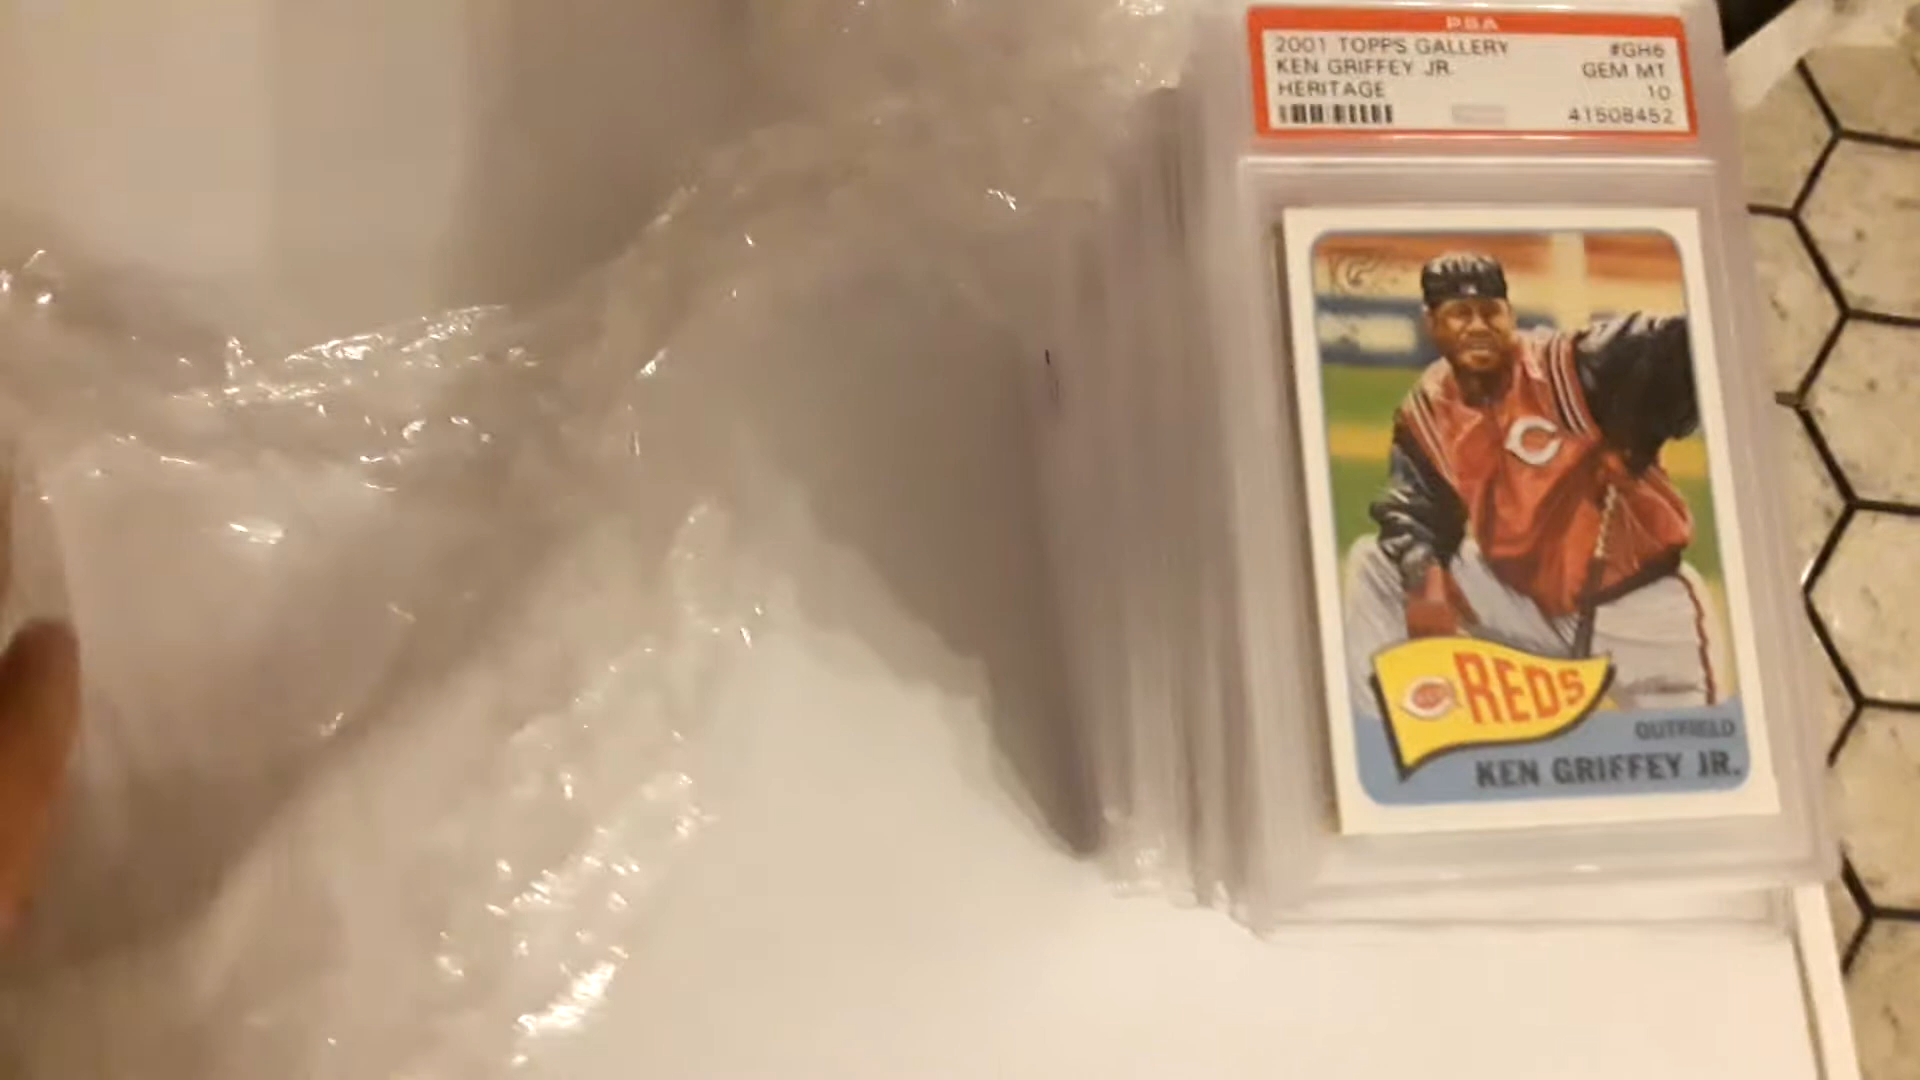 PSA
2001 TOPPS GALLERY #GH6
KEN GRIFFEY JR. GEM MT
HERITAGE 10
41508452
C
REDS
OUTFIELD
KEN GRIFFEY JR.